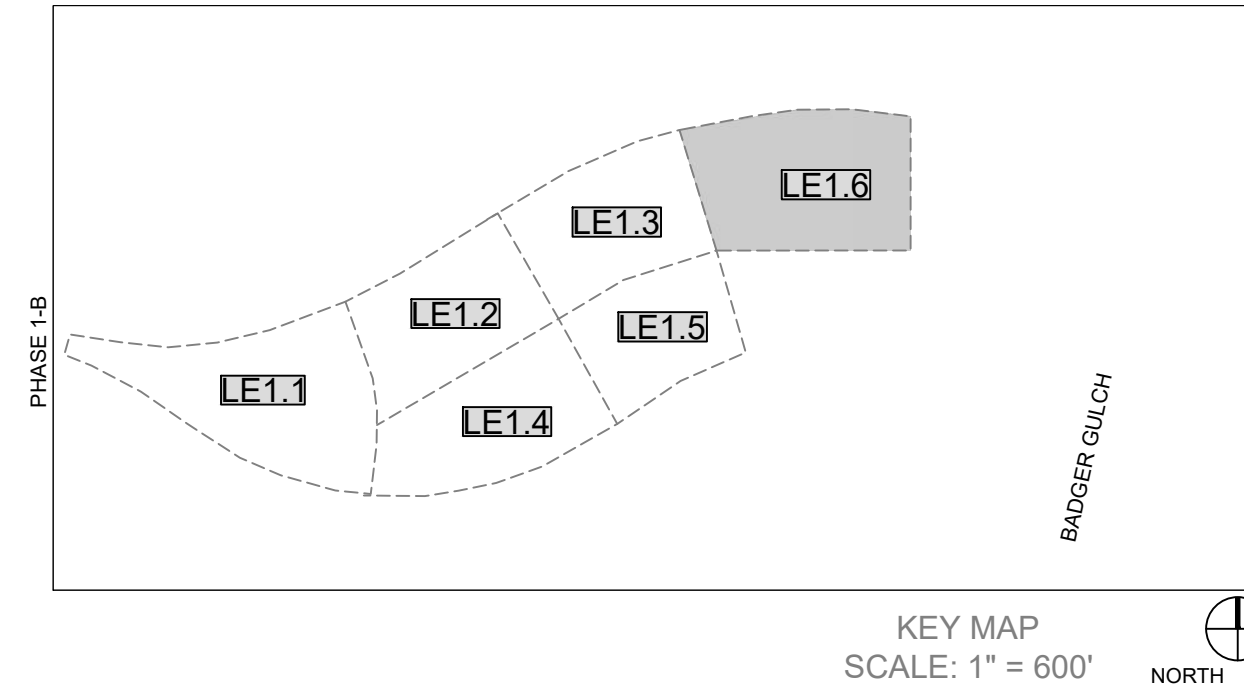 LE1.6
LE1.3
LE1.2
LE1.5
LE1.1
LE1.4
PHASE 1-B
BADGER GULCH
KEY MAP
SCALE: 1" = 600'
NORTH